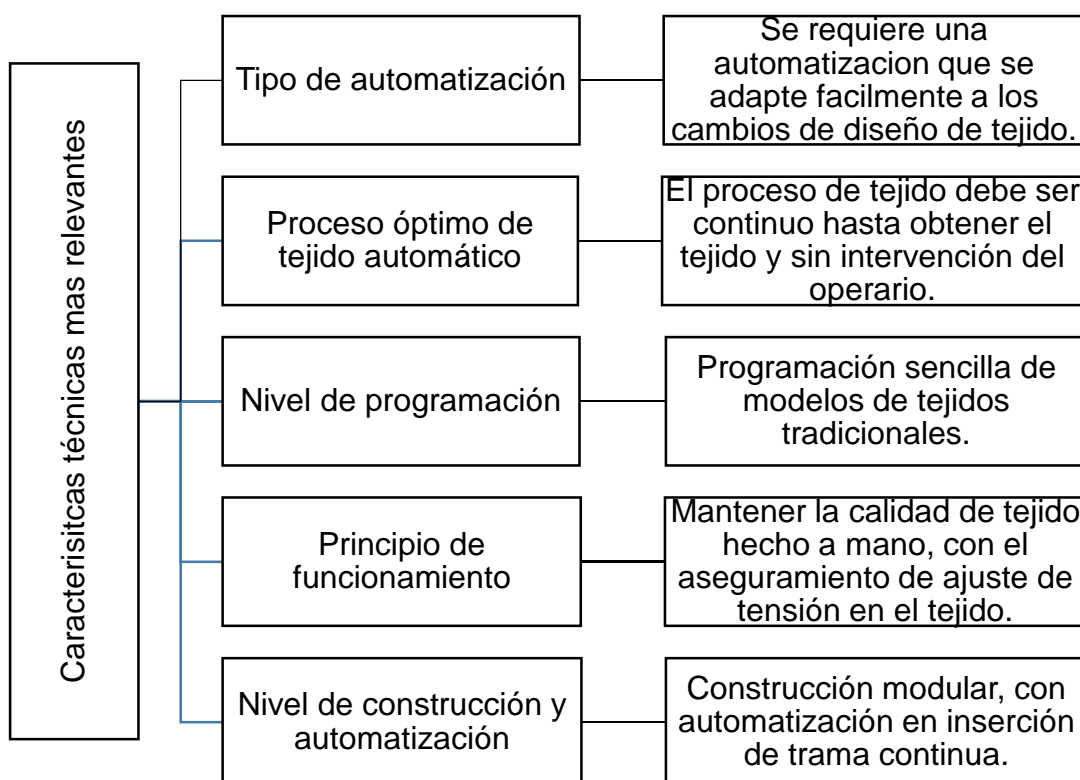 Caracterisitcas técnicas mas relevantes
Tipo de automatización
Se requiere una
automatizacion que se
adapte facilmente a los
cambios de diseño de tejido.
Proceso óptimo de
tejido automático
El proceso de tejido debe ser
continuo hasta obtener el
tejido y sin intervención del
operario.
Nivel de programación
Programación sencilla de
modelos de tejidos
tradicionales.
Principio de
funcionamiento
Mantener la calidad de tejido
hecho a mano, con el
aseguramiento de ajuste de
tensión en el tejido.
Nivel de construcción y
automatización
Construcción modular, con
automatización en inserción
de trama continua.